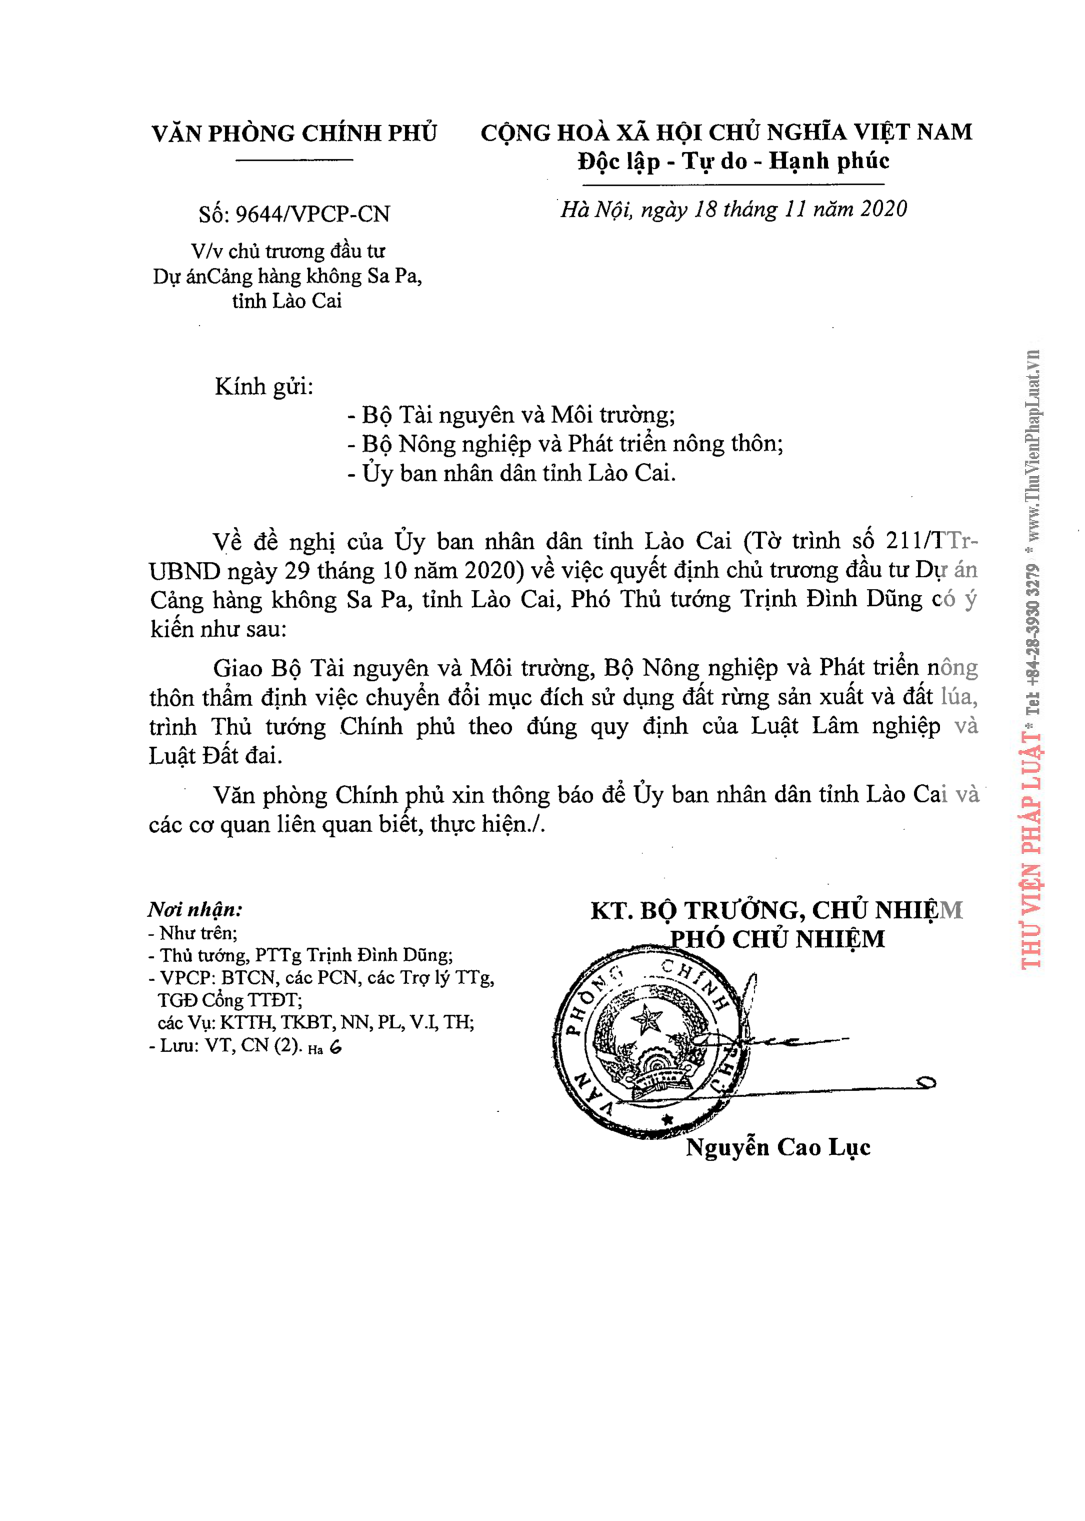 VĂN PHÒNG CHÍNH PHỦ
CỘNG HOÀ XÃ HỘI CHỦ NGHĨA VIỆT NAM
Độc lập - Tự do - Hạnh phúc
Số: 9644/VPCP-CN
Hà Nội, ngày 18 tháng 11 năm 2020
V/v chủ trương đầu tư
Dự ánCảng hàng không Sa Pa,
tỉnh Lào Cai
Kính gửi:
- Bộ Tài nguyên và Môi trường;
- Bộ Nông nghiệp và Phát triển nông thôn;
- Ủy ban nhân dân tỉnh Lào Cai.
Về đề nghị của Ủy ban nhân dân tỉnh Lào Cai (Tờ trình số 211/TTr-
UBND ngày 29 tháng 10 năm 2020) về việc quyết định chủ trương đầu tư Dự án
Cảng hàng không Sa Pa, tỉnh Lào Cai, Phó Thủ tướng Trịnh Đình Dũng có ý
kiến như sau:
Giao Bộ Tài nguyên và Môi trường, Bộ Nông nghiệp và Phát triển nông
thôn thẩm định việc chuyển đổi mục đích sử dụng đất rừng sản xuất và đất lúa,
trình Thủ tướng Chính phủ theo đúng quy định của Luật Lâm nghiệp và
Luật Đất đai.
Văn phòng Chính phủ xin thông báo để Ủy ban nhân dân tỉnh Lào Cai và
các cơ quan liên quan biết, thực hiện./.
Nơi nhận:
- Như trên;
- Thủ tướng, PTTg Trịnh Đình Dũng;
- VPCP: BTCN, các PCN, các Trợ lý TTg,
TGĐ Cổng TTĐT;
các Vụ: KTTH, TKBT, NN, PL, V.I, TH;
- Lưu: VT, CN (2). Ha 6
KT. BỘ TRƯỞNG, CHỦ NHIỆM
PHÓ CHỦ NHIỆM
VĂN PHÒNG CHÍNH PHỦ
Nguyễn Cao Lục
THƯ VIỆN PHÁP LUẬT * Tel: +84-28-3930 3279 * www.ThuVienPhapLuat.vn